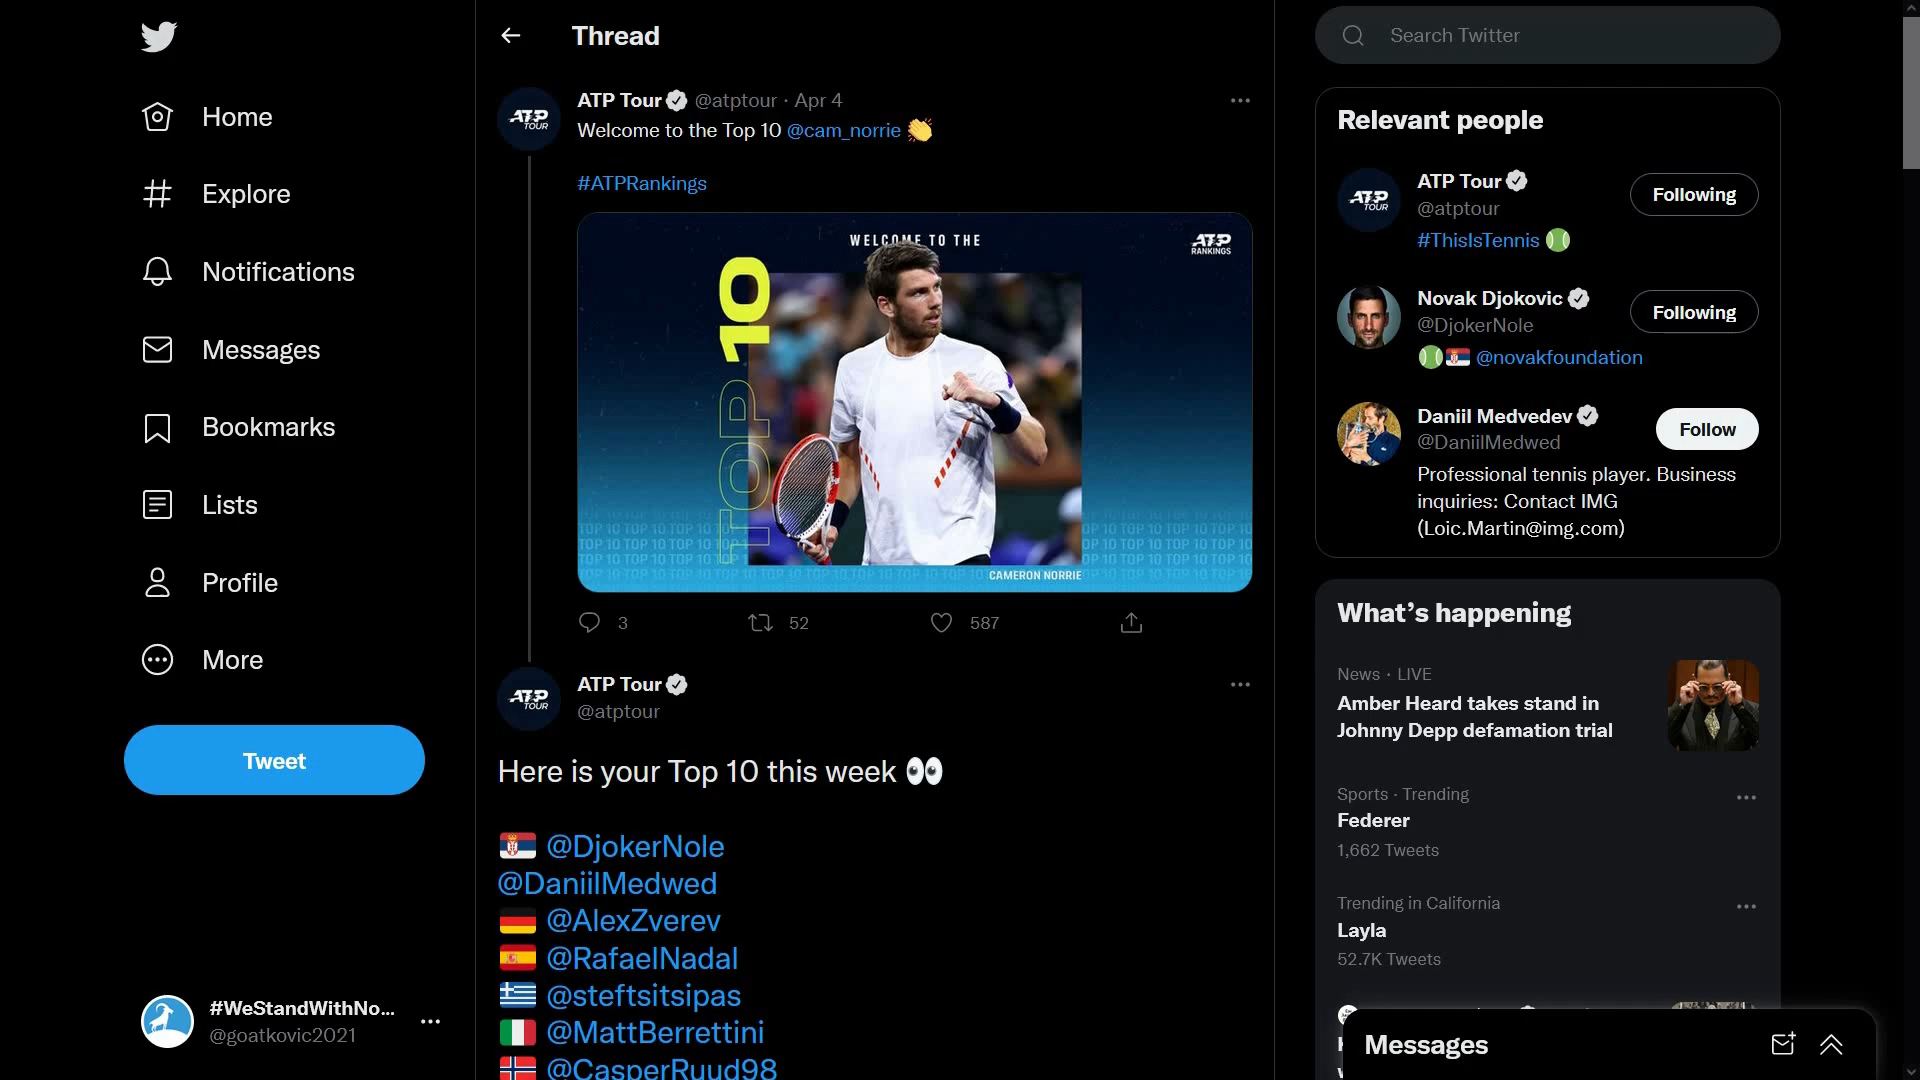 Thread
Search Twitter
Home
Explore
Notifications
Messages
Bookmarks
Lists
Profile
More
Tweet
#WeStandWithNo...
@goatkovic2021
ATP Tour @atptour · Apr 4
Welcome to the Top 10 @cam_norrie 👏
#ATPRankings
WELCOME TO THE
ATP
RANKINGS
TOP 10
CAMERON NORRIE
3
52
587
ATP Tour
@atptour
Here is your Top 10 this week 👀
🇷🇸 @DjokerNole
@DaniilMedwed
🇩🇪 @AlexZverev
🇪🇸 @RafaelNadal
🇬🇷 @steftsitsipas
🇮🇹 @MattBerrettini
🇳🇴 @CasperRuud98
Relevant people
ATP Tour
@atptour
Following
#ThisIsTennis 🎾
Novak Djokovic
@DjokerNole
Following
🎾🇷🇸 @novakfoundation
Daniil Medvedev
@DaniilMedwed
Follow
Professional tennis player. Business
inquiries: Contact IMG
(Loic.Martin@img.com)
What's happening
News · LIVE
Amber Heard takes stand in
Johnny Depp defamation trial
Sports · Trending
Federer
1,662 Tweets
Trending in California
Layla
52.7K Tweets
Messages